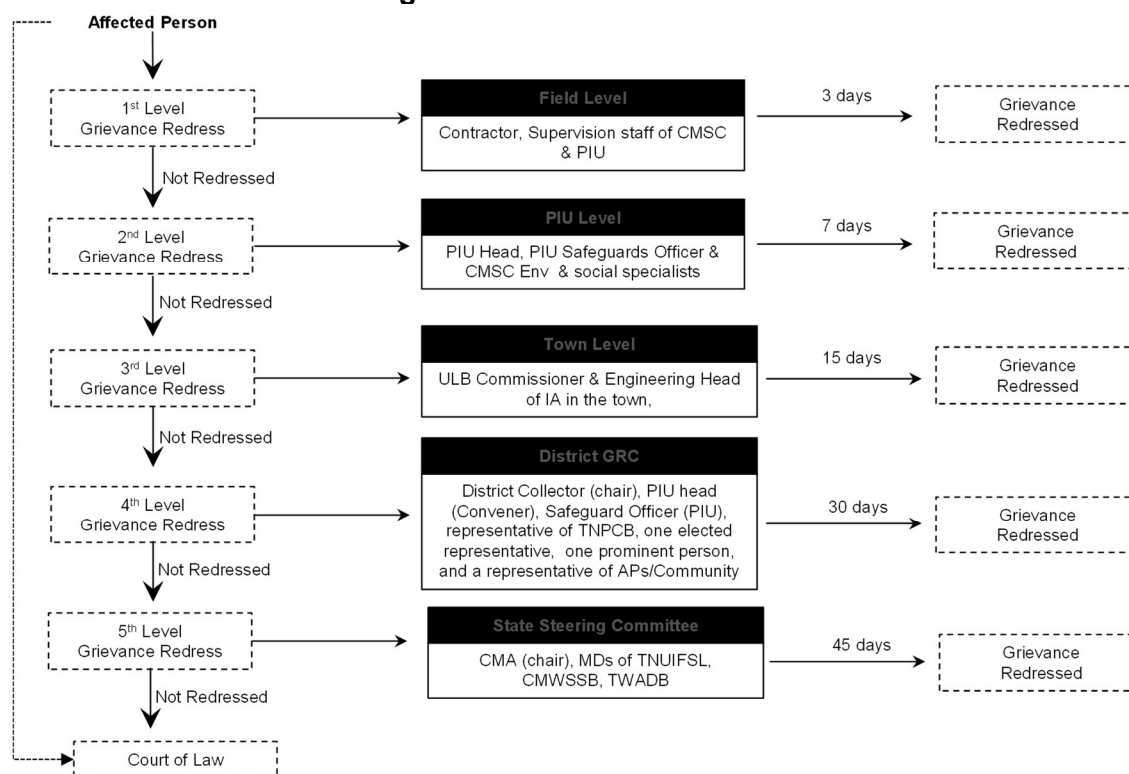 Affected Person
1st Level
Grievance Redress
Field Level
Contractor, Supervision staff of CMSC
& PIU
3 days
Grievance
Redressed
Not Redressed
2nd Level
Grievance Redress
PIU Level
PIU Head, PIU Safeguards Officer &
CMSC Env & social specialists
7 days
Grievance
Redressed
Not Redressed
3rd Level
Grievance Redress
Town Level
ULB Commissioner & Engineering Head
of IA in the town,
15 days
Grievance
Redressed
Not Redressed
4th Level
Grievance Redress
District GRC
District Collector (chair), PIU head
(Convener), Safeguard Officer (PIU),
representative of TNPCB, one elected
representative, one prominent person,
and a representative of APs/Community
30 days
Grievance
Redressed
Not Redressed
5th Level
Grievance Redress
State Steering Committee
CMA (chair), MDs of TNUIFSL,
CMWSSB, TWADB
45 days
Grievance
Redressed
Not Redressed
Court of Law